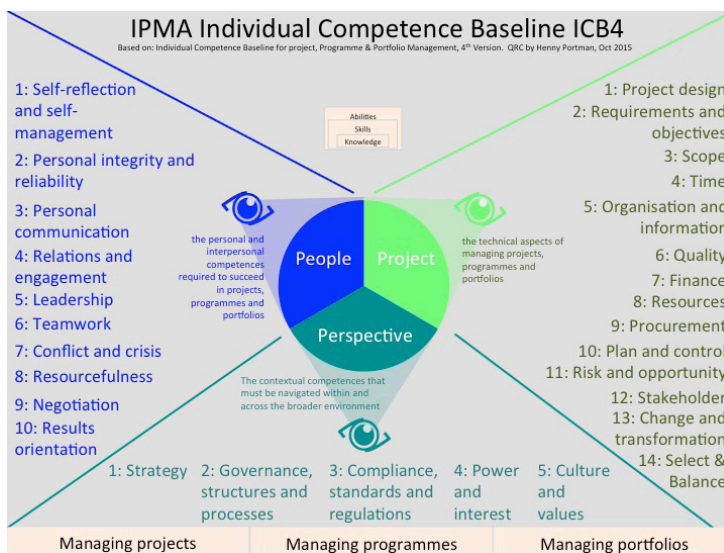 IPMA Individual Competence Baseline ICB4
Based on: Individual Competence Baseline for project, Programme & Portfolio Management, 4th Version. QRC by Henny Portman, Oct 2015
1: Self-reflection
and self-
management
2: Personal integrity and
reliability
3: Personal
communication
4: Relations and
engagement
5: Leadership
6: Teamwork
7: Conflict and crisis
8: Resourcefulness
9: Negotiation
10: Results
orientation
Abilities
Skills
Knowledge
the personal and
interpersonal
competences
required to succeed
in projects,
programmes and
portfolios
People
Project
Perspective
the technical aspects of
managing projects,
programmes and
portfolios
The contextual competences that
must be navigated within and
across the broader environment
1: Project design
2: Requirements and
objectives
3: Scope
4: Time
5: Organisation and
information
6: Quality
7: Finance
8: Resources
9: Procurement
10: Plan and control
11: Risk and opportunity
12: Stakeholder
13: Change and
transformation
14: Select &
Balance
1: Strategy
2: Governance,
structures and
processes
3: Compliance,
standards and
regulations
4: Power
and
interest
5: Culture
and
values
Managing projects
Managing programmes
Managing portfolios